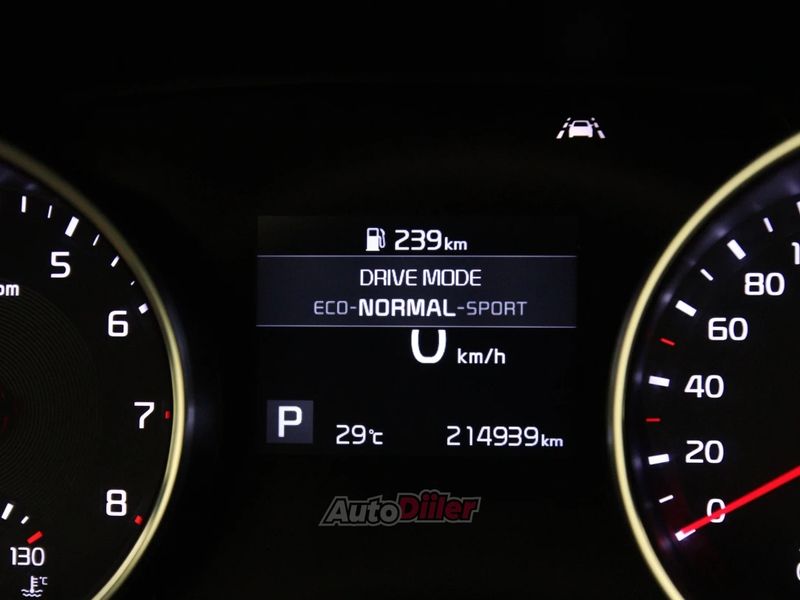 239km
DRIVE MODE
ECO-NORMAL-SPORT
0 km/h
P 29°C 214939km
5
6
7
8
130
°C
80
60
40
20
0
AutoDiller